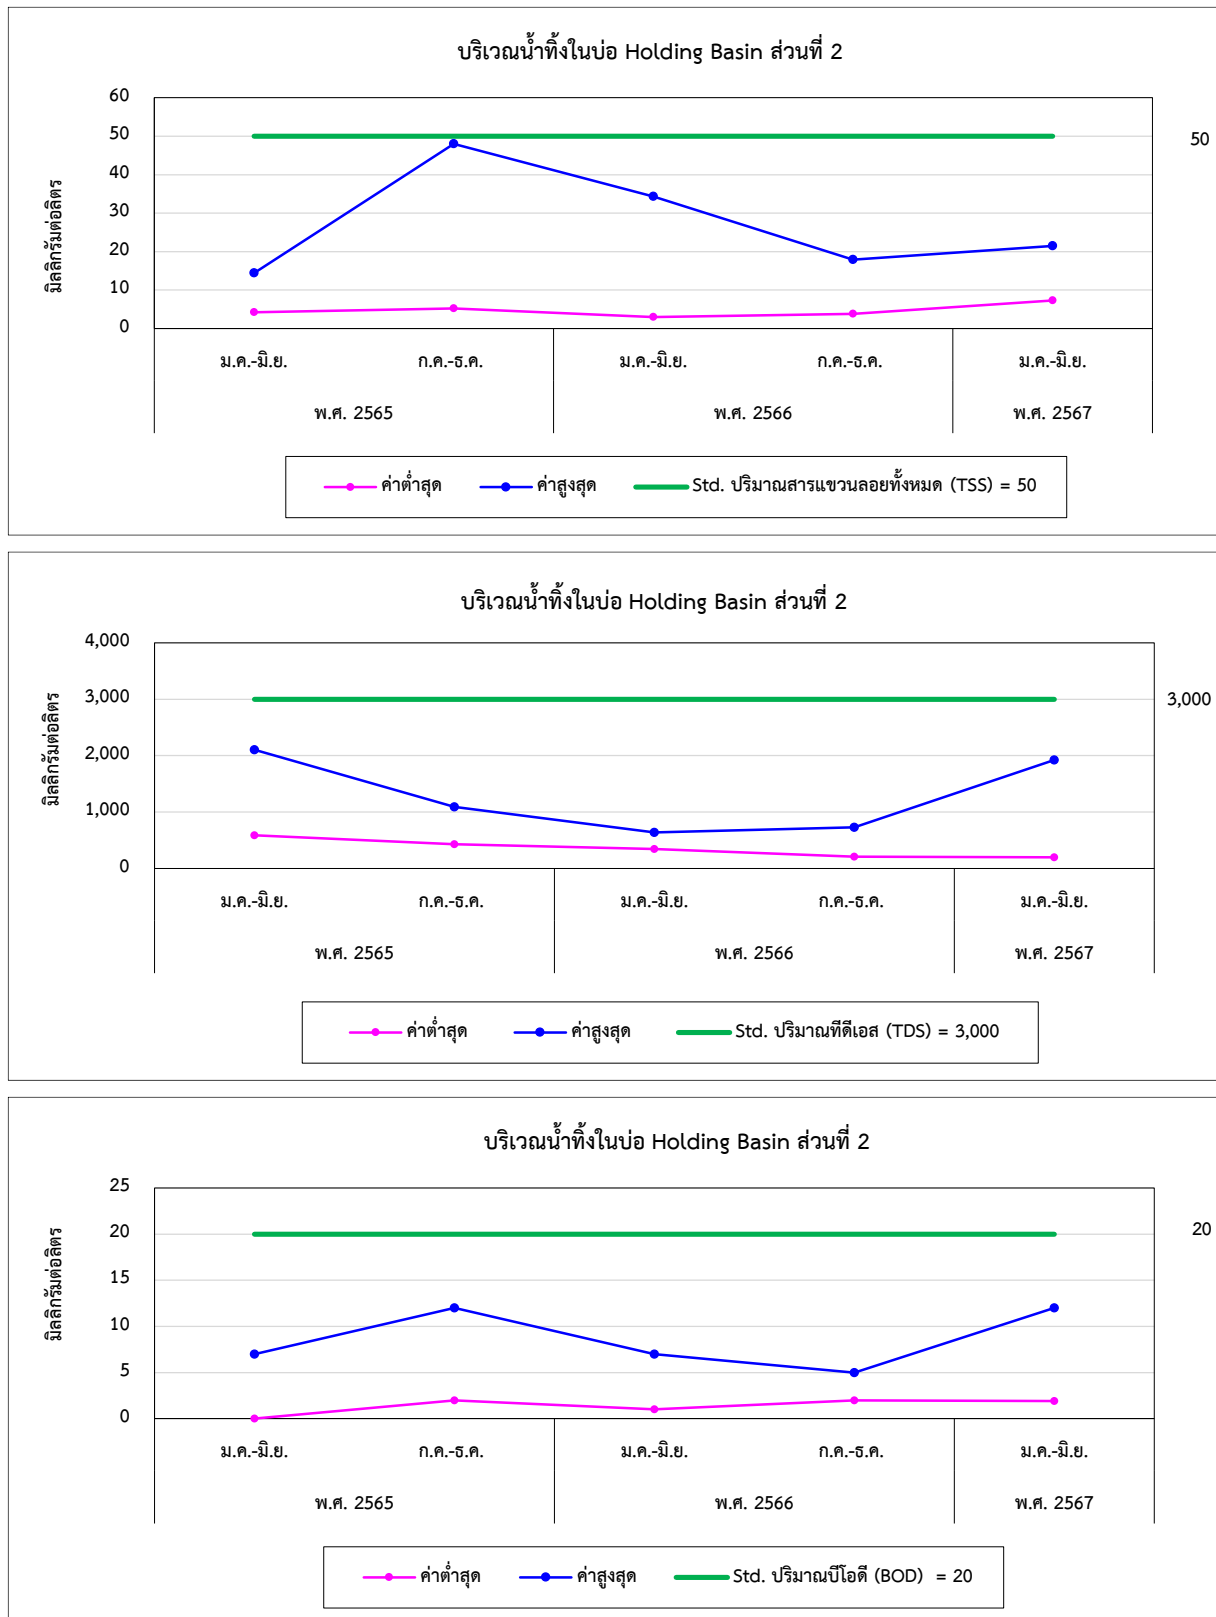 บริเวณน้ำทิ้งในบ่อ Holding Basin ส่วนที่ 2
มิลลิกรัมต่อลิตร
60
50
40
30
20
10
0
50
ม.ค.-มิ.ย. ก.ค.-ธ.ค. ม.ค.-มิ.ย. ก.ค.-ธ.ค. ม.ค.-มิ.ย.
พ.ศ. 2565 พ.ศ. 2566 พ.ศ. 2567
ค่าต่ำสุด ค่าสูงสุด Std. ปริมาณสารแขวนลอยทั้งหมด (TSS) = 50
บริเวณน้ำทิ้งในบ่อ Holding Basin ส่วนที่ 2
มิลลิกรัมต่อลิตร
4,000
3,000
2,000
1,000
0
3,000
ม.ค.-มิ.ย. ก.ค.-ธ.ค. ม.ค.-มิ.ย. ก.ค.-ธ.ค. ม.ค.-มิ.ย.
พ.ศ. 2565 พ.ศ. 2566 พ.ศ. 2567
ค่าต่ำสุด ค่าสูงสุด Std. ปริมาณทีดีเอส (TDS) = 3,000
บริเวณน้ำทิ้งในบ่อ Holding Basin ส่วนที่ 2
มิลลิกรัมต่อลิตร
25
20
15
10
5
0
20
ม.ค.-มิ.ย. ก.ค.-ธ.ค. ม.ค.-มิ.ย. ก.ค.-ธ.ค. ม.ค.-มิ.ย.
พ.ศ. 2565 พ.ศ. 2566 พ.ศ. 2567
ค่าต่ำสุด ค่าสูงสุด Std. ปริมาณบีโอดี (BOD) = 20